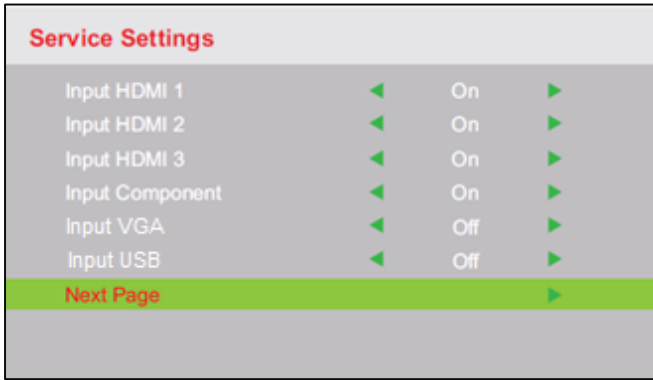 Service Settings
Input HDMI 1 On
Input HDMI 2 On
Input HDMI 3 On
Input Component On
Input VGA Off
Input USB Off
Next Page